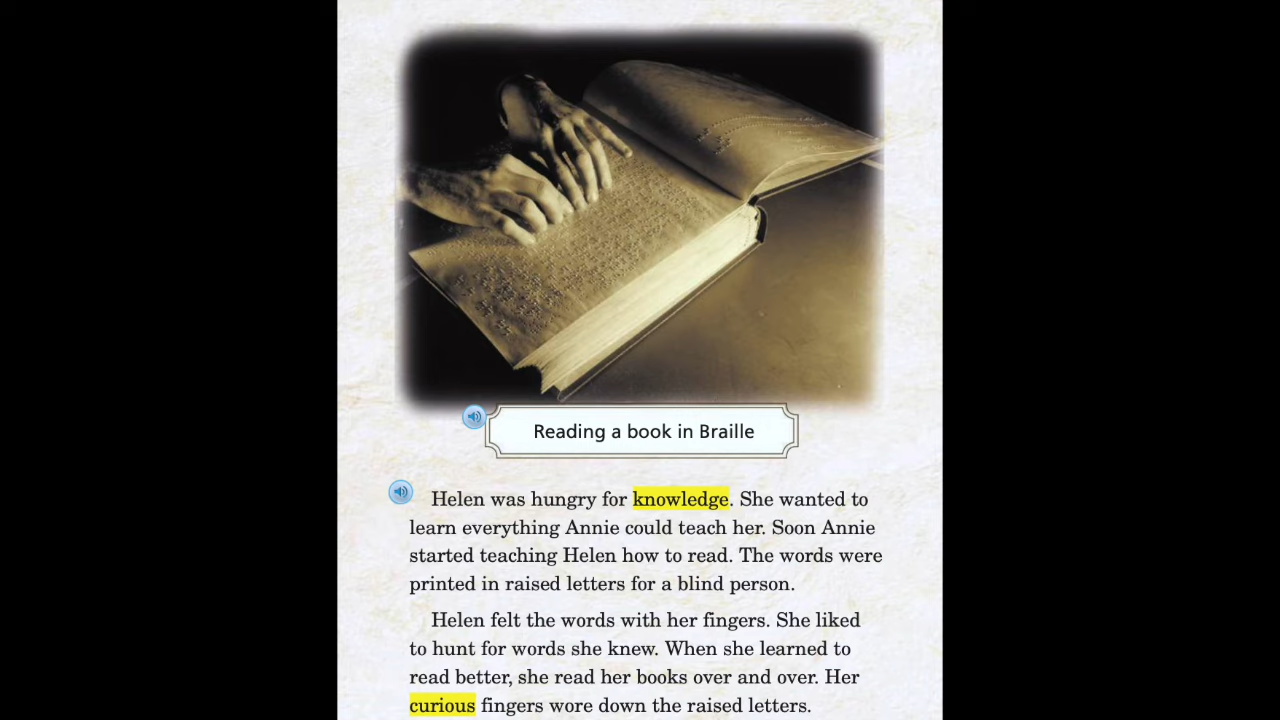 Reading a book in Braille
Helen was hungry for knowledge. She wanted to
learn everything Annie could teach her. Soon Annie
started teaching Helen how to read. The words were
printed in raised letters for a blind person.
Helen felt the words with her fingers. She liked
to hunt for words she knew. When she learned to
read better, she read her books over and over. Her
curious fingers wore down the raised letters.